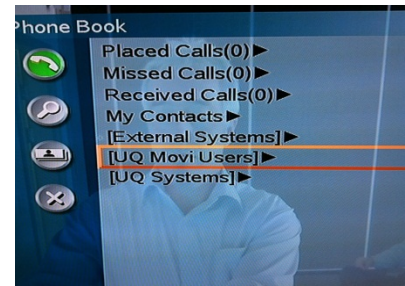 Phone Book
Placed Calls(0)►
Missed Calls(0)►
Received Calls(0)►
My Contacts►
[External Systems]►
[UQ Movi Users]►
[UQ Systems]►